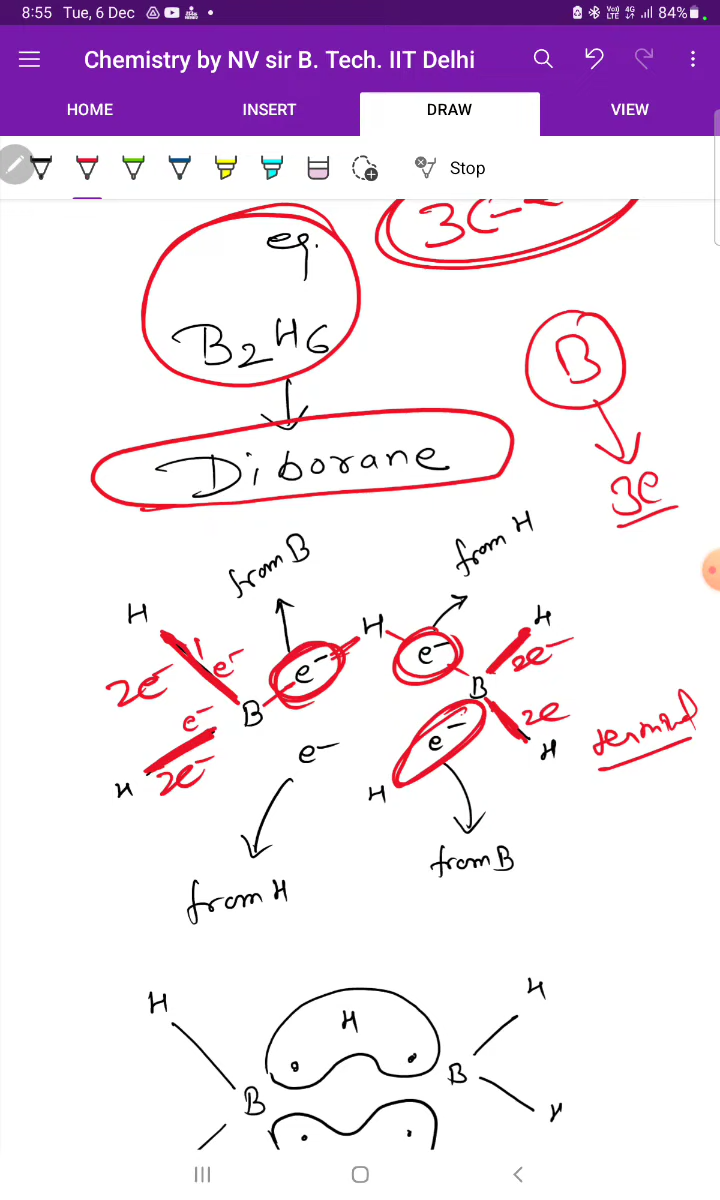 8:55 Tue, 6 Dec 84%
Chemistry by NV sir B. Tech. IIT Delhi
HOME INSERT DRAW VIEW
Stop
eg.
B2H6
B
3e
Diborane
from B
from H
H
H
H
2e-
e-
e-
e-
2e-
B
B
e-
2e-
2e
e-
e-
H
H
H
from H
from B
H
H
H
B
B